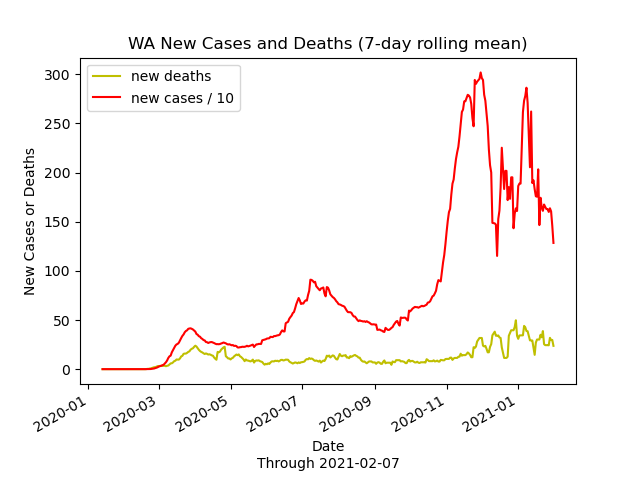 WA New Cases and Deaths (7-day rolling mean)
new deaths
new cases / 10
300
250
200
150
100
50
0
New Cases or Deaths
2020-01
2020-03
2020-05
2020-07
2020-09
2020-11
2021-01
Date
Through 2021-02-07